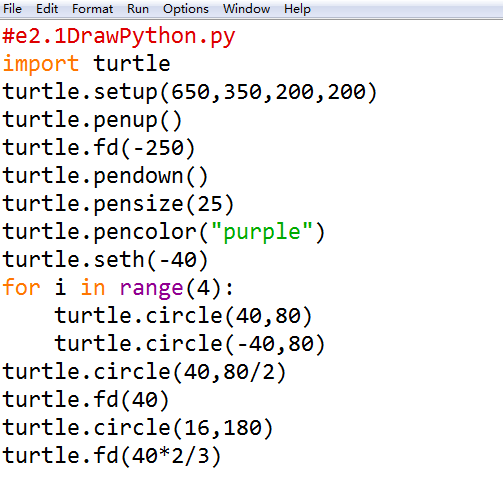 File Edit Format Run Options Window Help
#e2.1DrawPython.py
import turtle
turtle.setup(650,350,200,200)
turtle.penup()
turtle.fd(-250)
turtle.pendown()
turtle.pensize(25)
turtle.pencolor("purple")
turtle.seth(-40)
for i in range(4):
    turtle.circle(40,80)
    turtle.circle(-40,80)
turtle.circle(40,80/2)
turtle.fd(40)
turtle.circle(16,180)
turtle.fd(40*2/3)